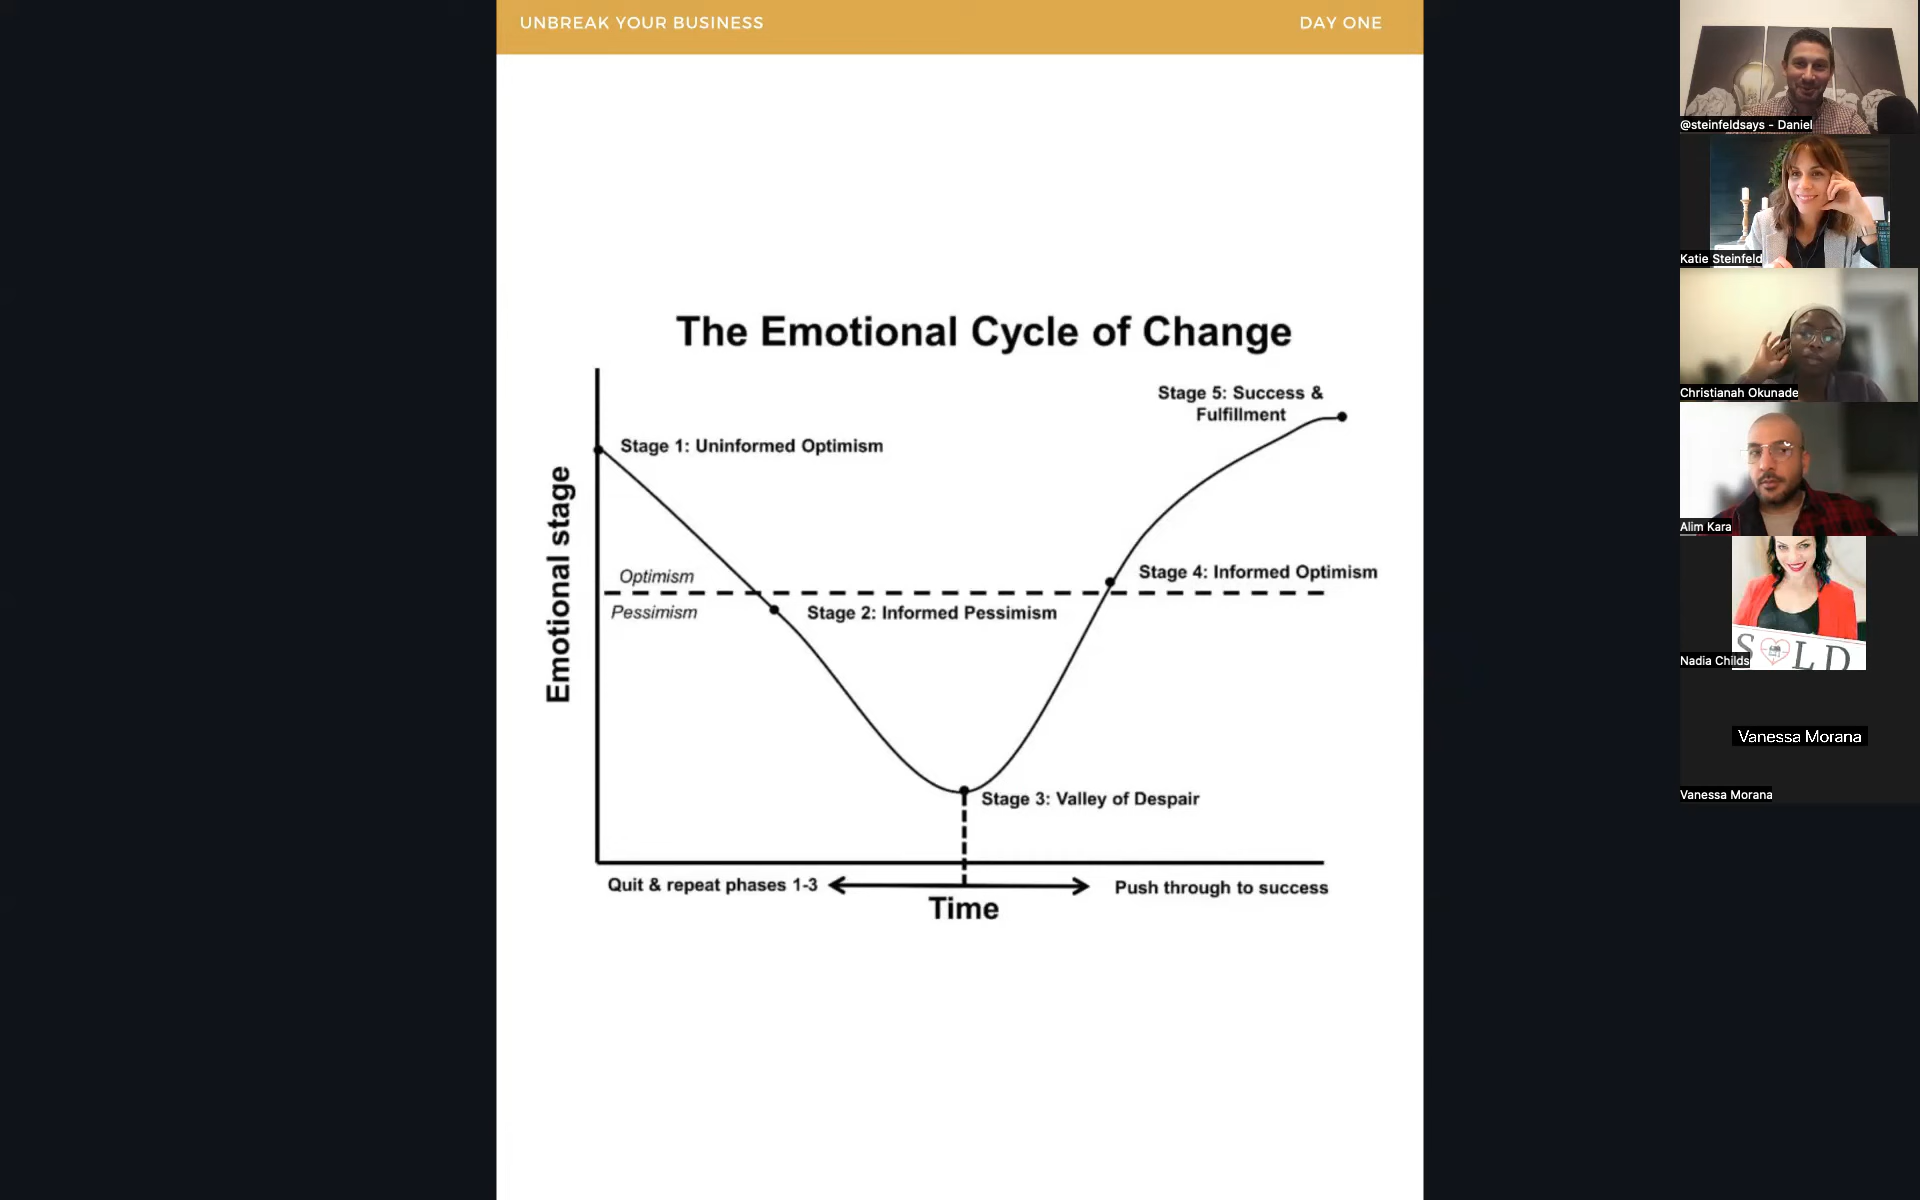 UNBREAK YOUR BUSINESS
DAY ONE
The Emotional Cycle of Change
Stage 5: Success &
Fulfillment
Stage 1: Uninformed Optimism
Emotional stage
Optimism
Stage 4: Informed Optimism
Pessimism
Stage 2: Informed Pessimism
Stage 3: Valley of Despair
Quit & repeat phases 1-3
Push through to success
Time
@steinfeldsays - Daniel
Katie Steinfeld
Christianah Okunade
Alim Kara
SOLD
Nadia Childs
Vanessa Morana
Vanessa Morana